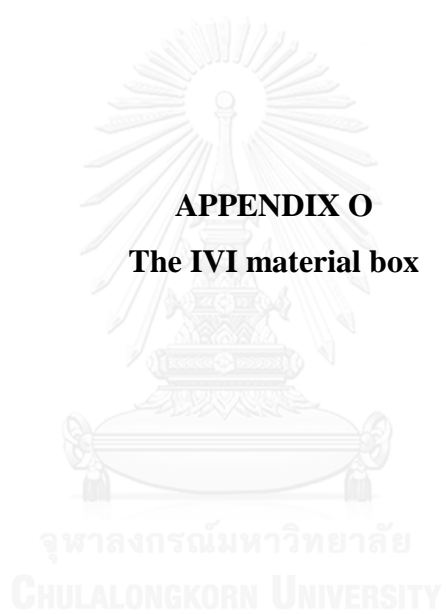 APPENDIX O
The IVI material box
จุฬาลงกรณ์มหาวิทยาลัย
CHULALONGKORN UNIVERSITY